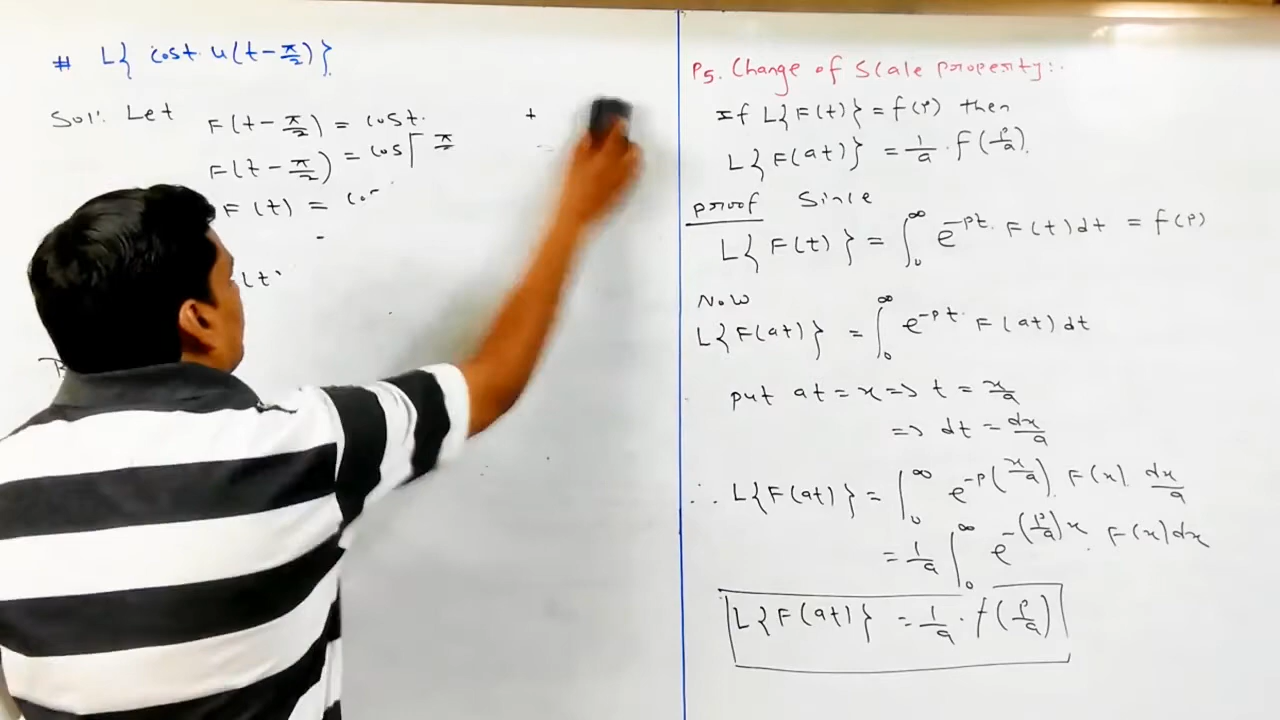 # L{ cost. u(t-π/2)}
Sol: Let F(t-π/2) = cost.
F(t-π/2) = cos[ π/2
F(t) = co
(t
P5. Change of Scale property:.
If L{F(t)} = f(p) then
L{F(at)} = 1/a . f(p/a).
proof Since
L{F(t)} = ∫₀^∞ e^-pt. F(t)dt = f(p)
Now
L{F(at)} = ∫₀^∞ e^-pt. F(at)dt
put at = x => t = x/a
=> dt = dx/a
∴ L{F(at)} = ∫₀^∞ e^-p(x/a). F(x) dx/a
= 1/a ∫₀^∞ e^-(p/a)x . F(x)dx
L{F(at)} = 1/a . f(p/a)